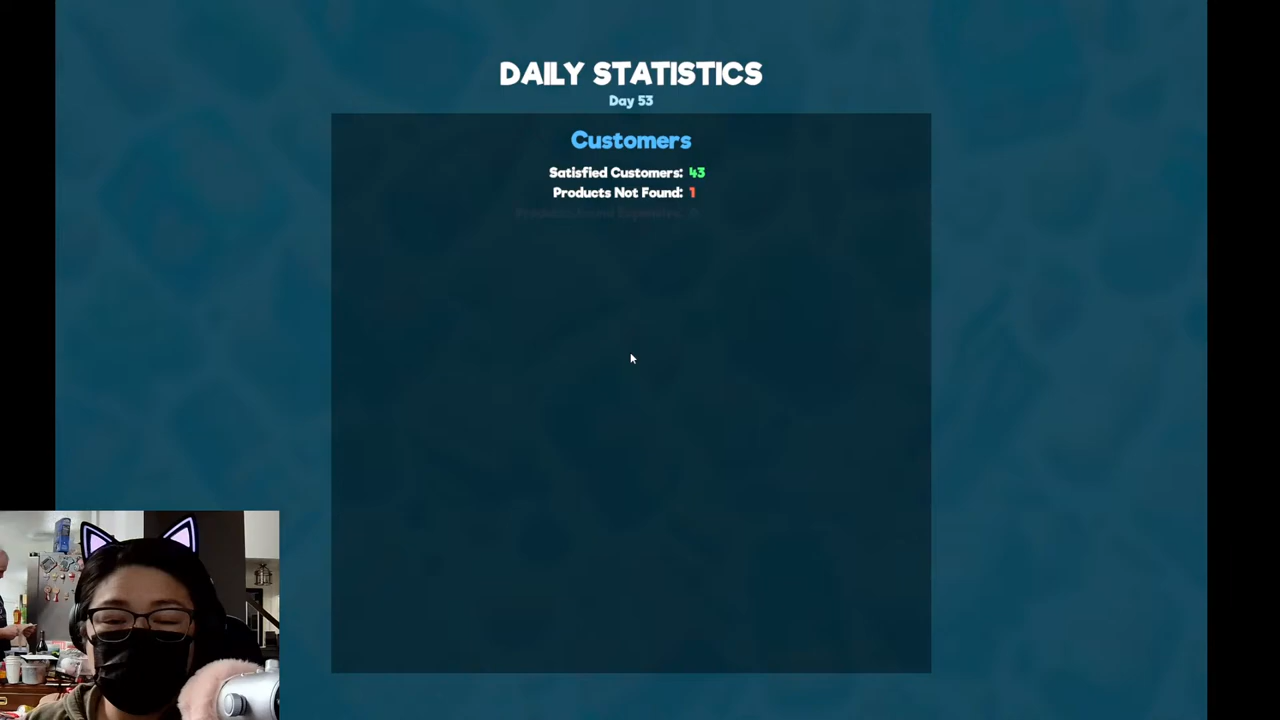 DAILY STATISTICS
Day 53
Customers
Satisfied Customers: 43
Products Not Found: 1